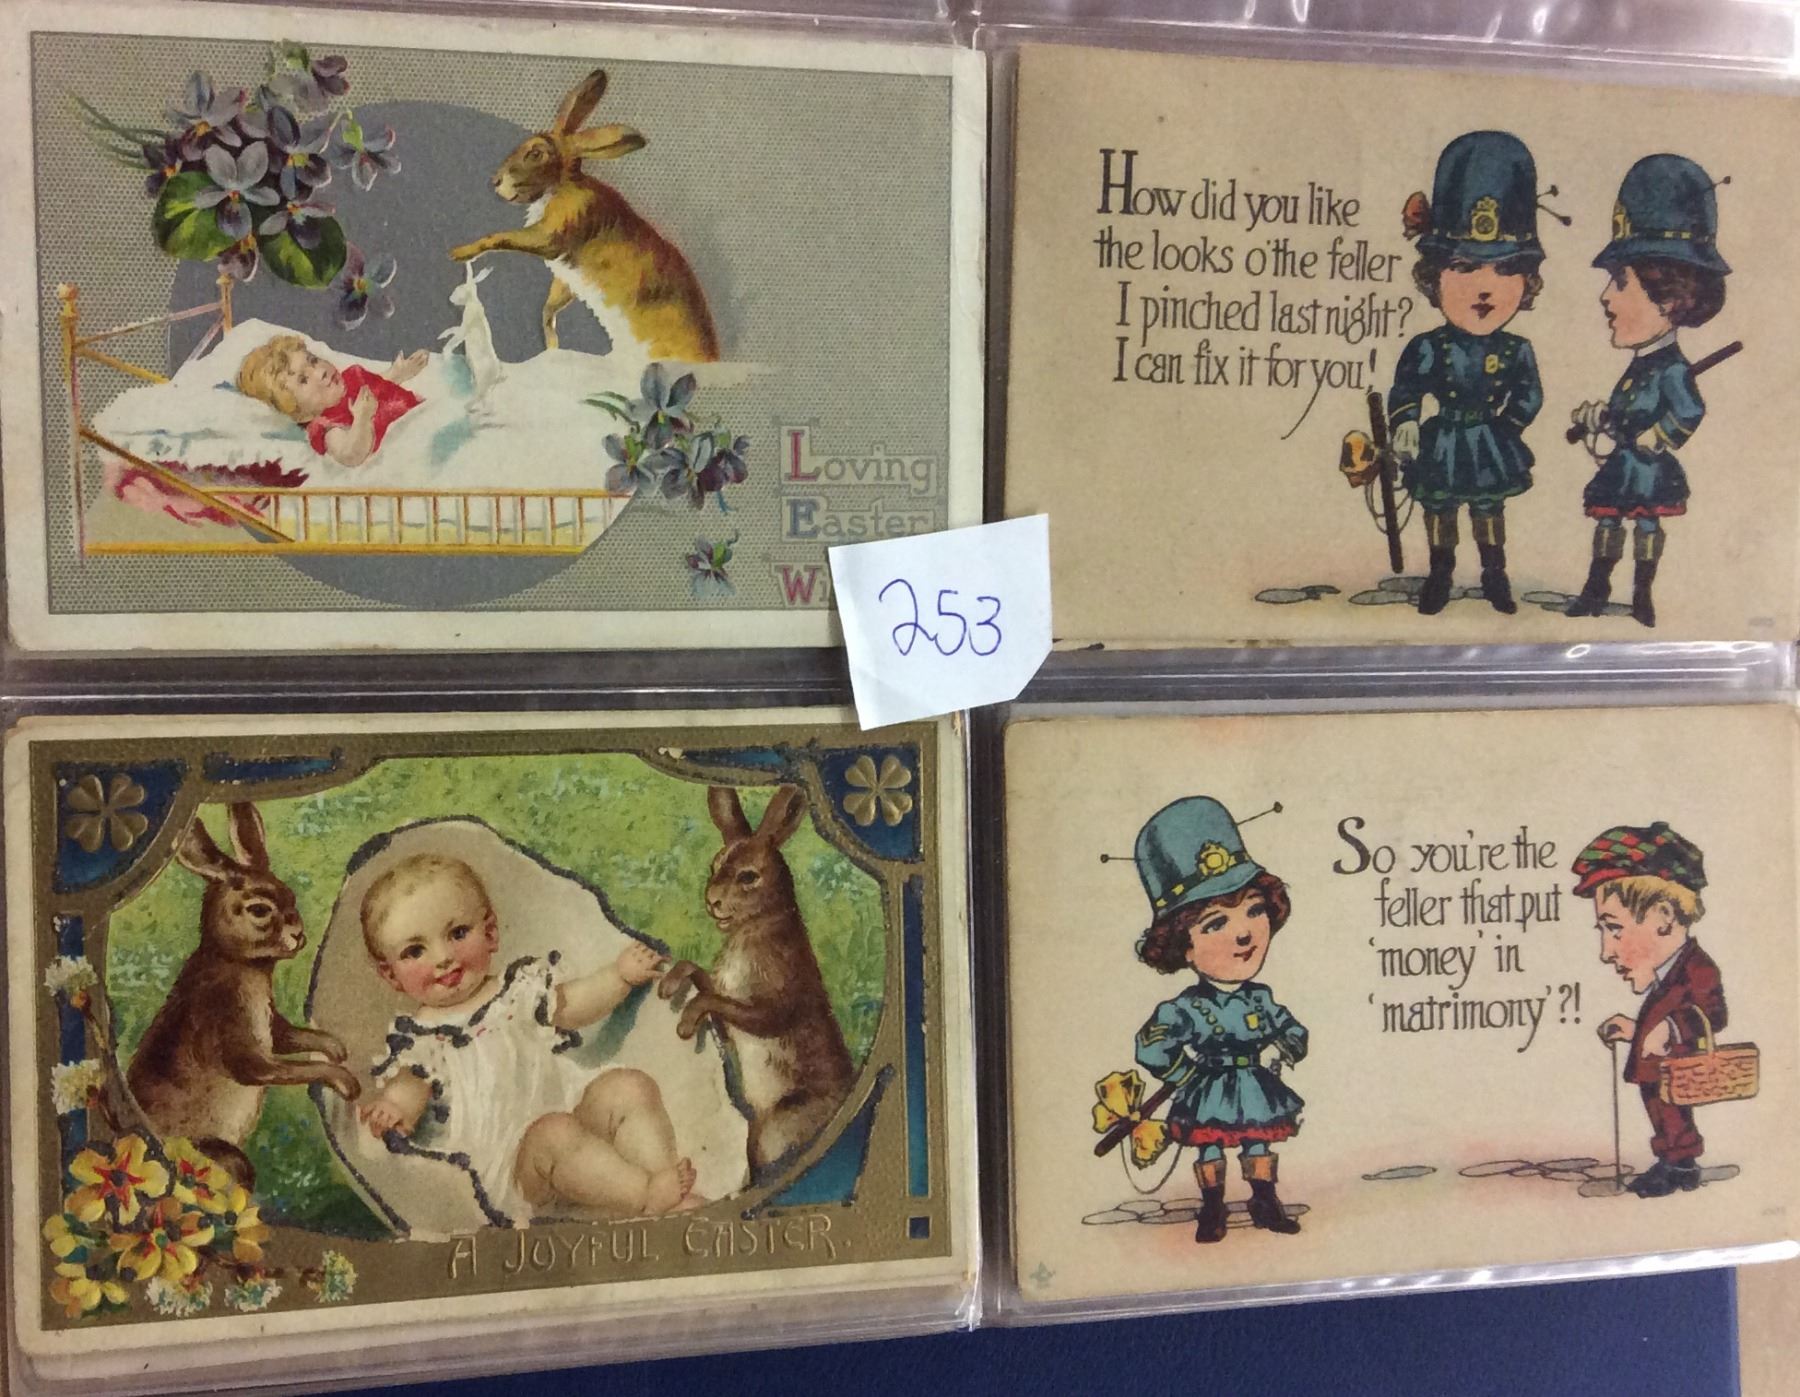 Loving
Easter
How did you like
the looks o'the feller
I pinched last night?
I can fix it for you!
253
A JOYFUL EASTER.
So you're the
feller that put
'money' in
'matrimony'?!